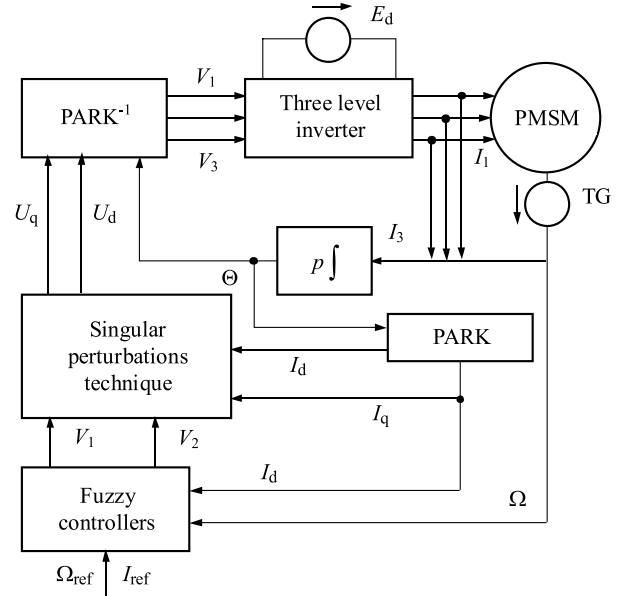 E_d
V_1
PARK^-1
Three level
inverter
PMSM
V_3
I_1
TG
U_q
U_d
I_3
p∫
Θ
Singular
perturbations
technique
PARK
I_d
I_q
V_1
V_2
I_d
Fuzzy
controllers
Ω
Ω_ref
I_ref